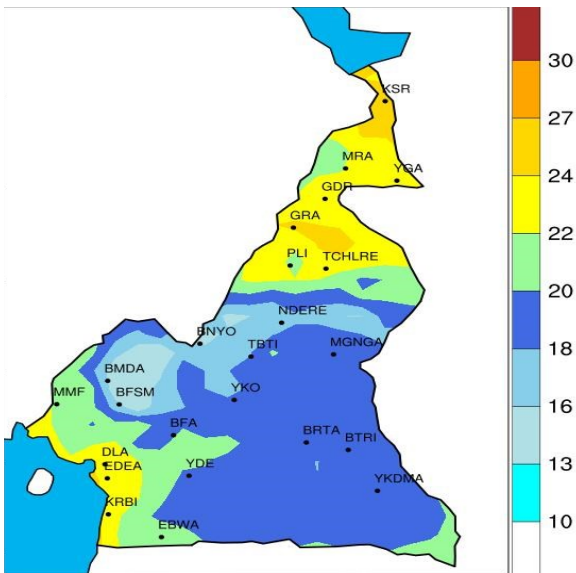 30
KSR
27
MRA
YGA
24
GDR
GRA
22
PLI
TCHLRE
20
NDERE
BNYO
TBTI
MGNGA
18
BMDA
MMF
BFSM
YKO
16
BFA
BRTA
BTRI
DLA
13
EDEA
YDE
YKDMA
KRBI
10
EBWA